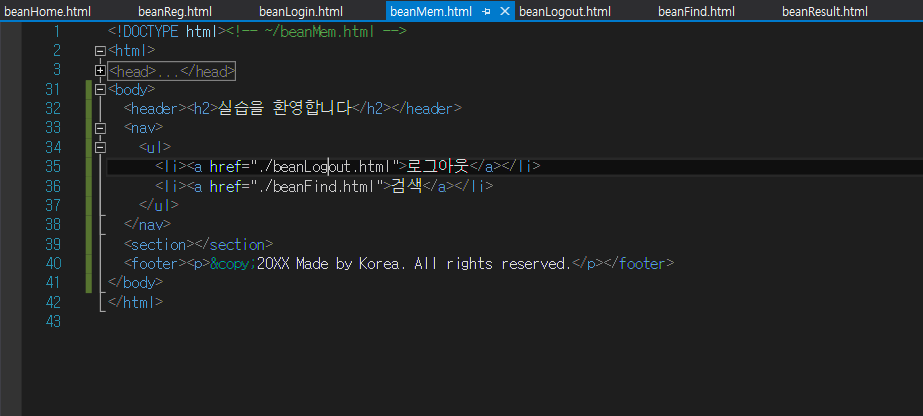 beanHome.html beanReg.html beanLogin.html beanMem.html beanLogout.html beanFind.html beanResult.html
1 <!DOCTYPE html><!-- ~/beanMem.html -->
2 <html>
3 <head>...</head>
31 <body>
32 <header><h2>실습을 환영합니다</h2></header>
33 <nav>
34 <ul>
35 <li><a href="./beanLogout.html">로그아웃</a></li>
36 <li><a href="./beanFind.html">검색</a></li>
37 </ul>
38 </nav>
39 <section></section>
40 <footer><p>&copy;20XX Made by Korea. All rights reserved.</p></footer>
41 </body>
42 </html>
43